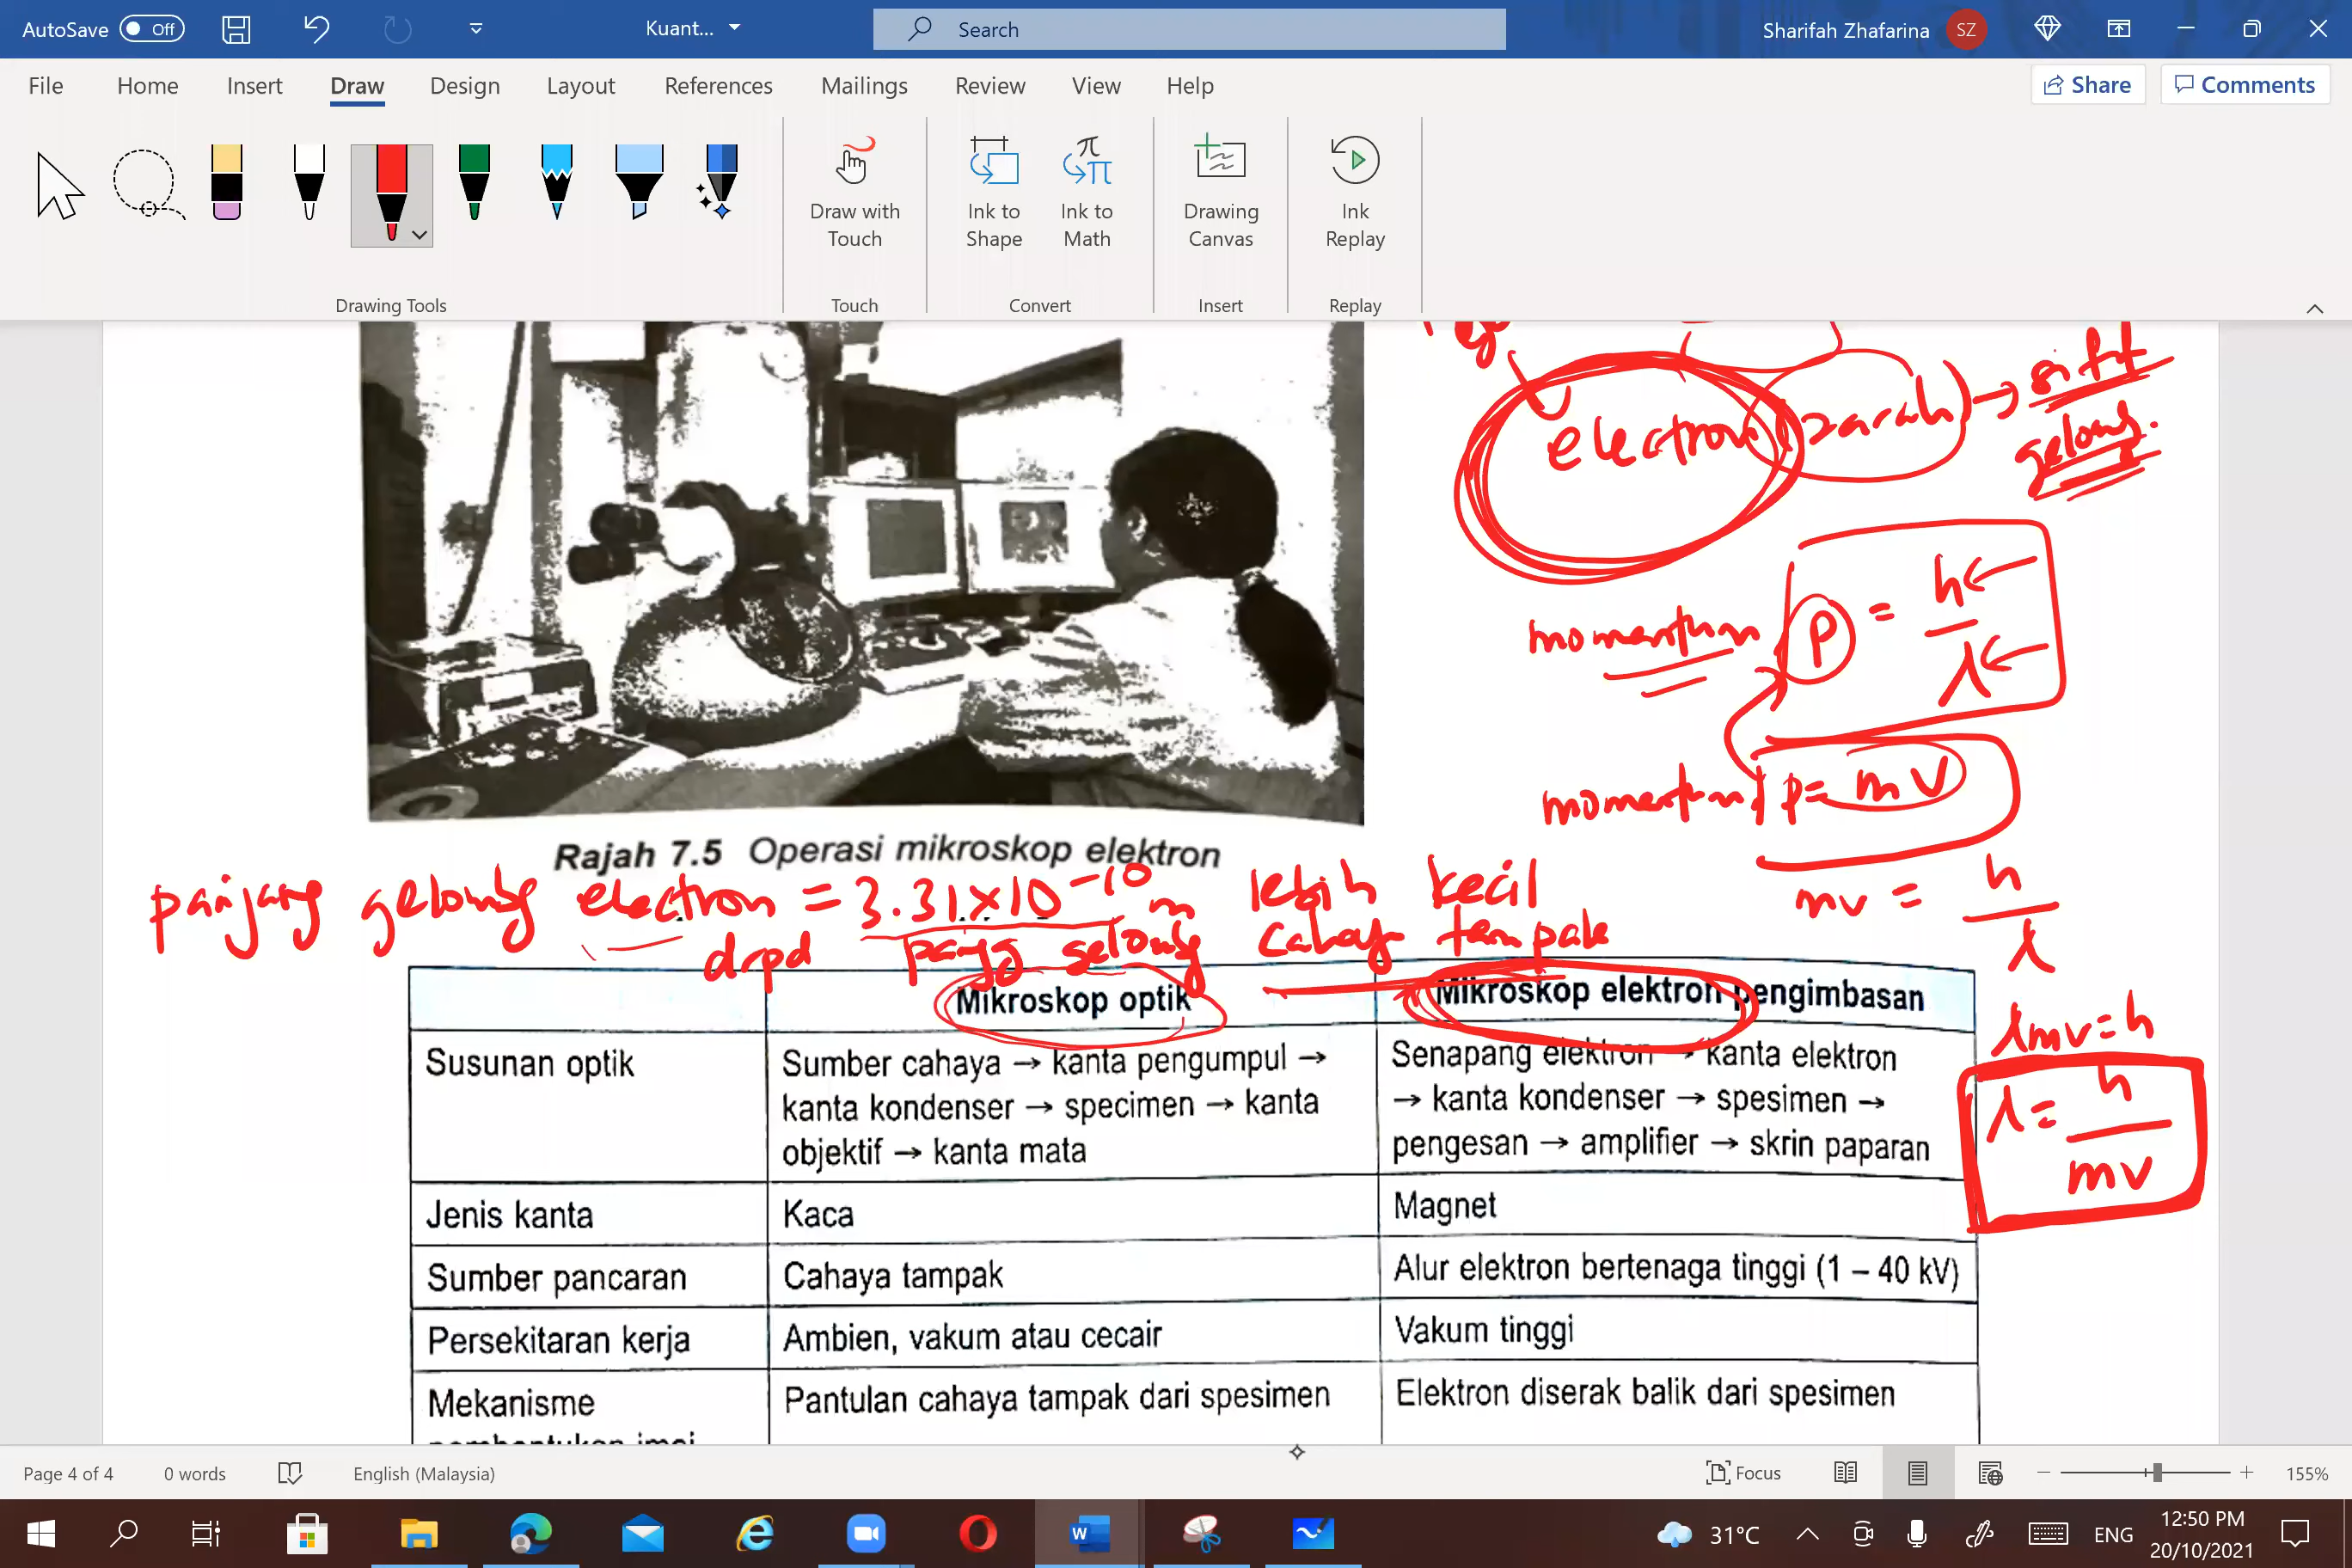 AutoSave Off Kuant... Search Sharifah Zhafarina SZ
File Home Insert Draw Design Layout References Mailings Review View Help Share Comments
Draw with Touch
Ink to Shape
Ink to Math
Drawing Canvas
Ink Replay
Drawing Tools Touch Convert Insert Replay
electron (zarah) → sifat
gelomg.
momentum p = h
λ
momentum p = mv
mv = h
λ
λmv = h
λ = h
mv
Rajah 7.5 Operasi mikroskop elektron
panjang gelomg electron = 3.31×10⁻¹⁰ m lebih kecil
drpd gelomg cahaya tampak
Mikroskop optik Mikroskop elektron pengimbasan
Susunan optik
Sumber cahaya → kanta pengumpul →
kanta kondenser → specimen → kanta
objektif → kanta mata
Senapang elektron → kanta elektron
→ kanta kondenser → spesimen →
pengesan → amplifier → skrin paparan
Jenis kanta Kaca Magnet
Sumber pancaran Cahaya tampak Alur elektron bertenaga tinggi (1 – 40 kV)
Persekitaran kerja Ambien, vakum atau cecair Vakum tinggi
Mekanisme Pantulan cahaya tampak dari spesimen Elektron diserak balik dari spesimen
Page 4 of 4 0 words English (Malaysia) Focus 155%
31°C ENG 12:50 PM
20/10/2021